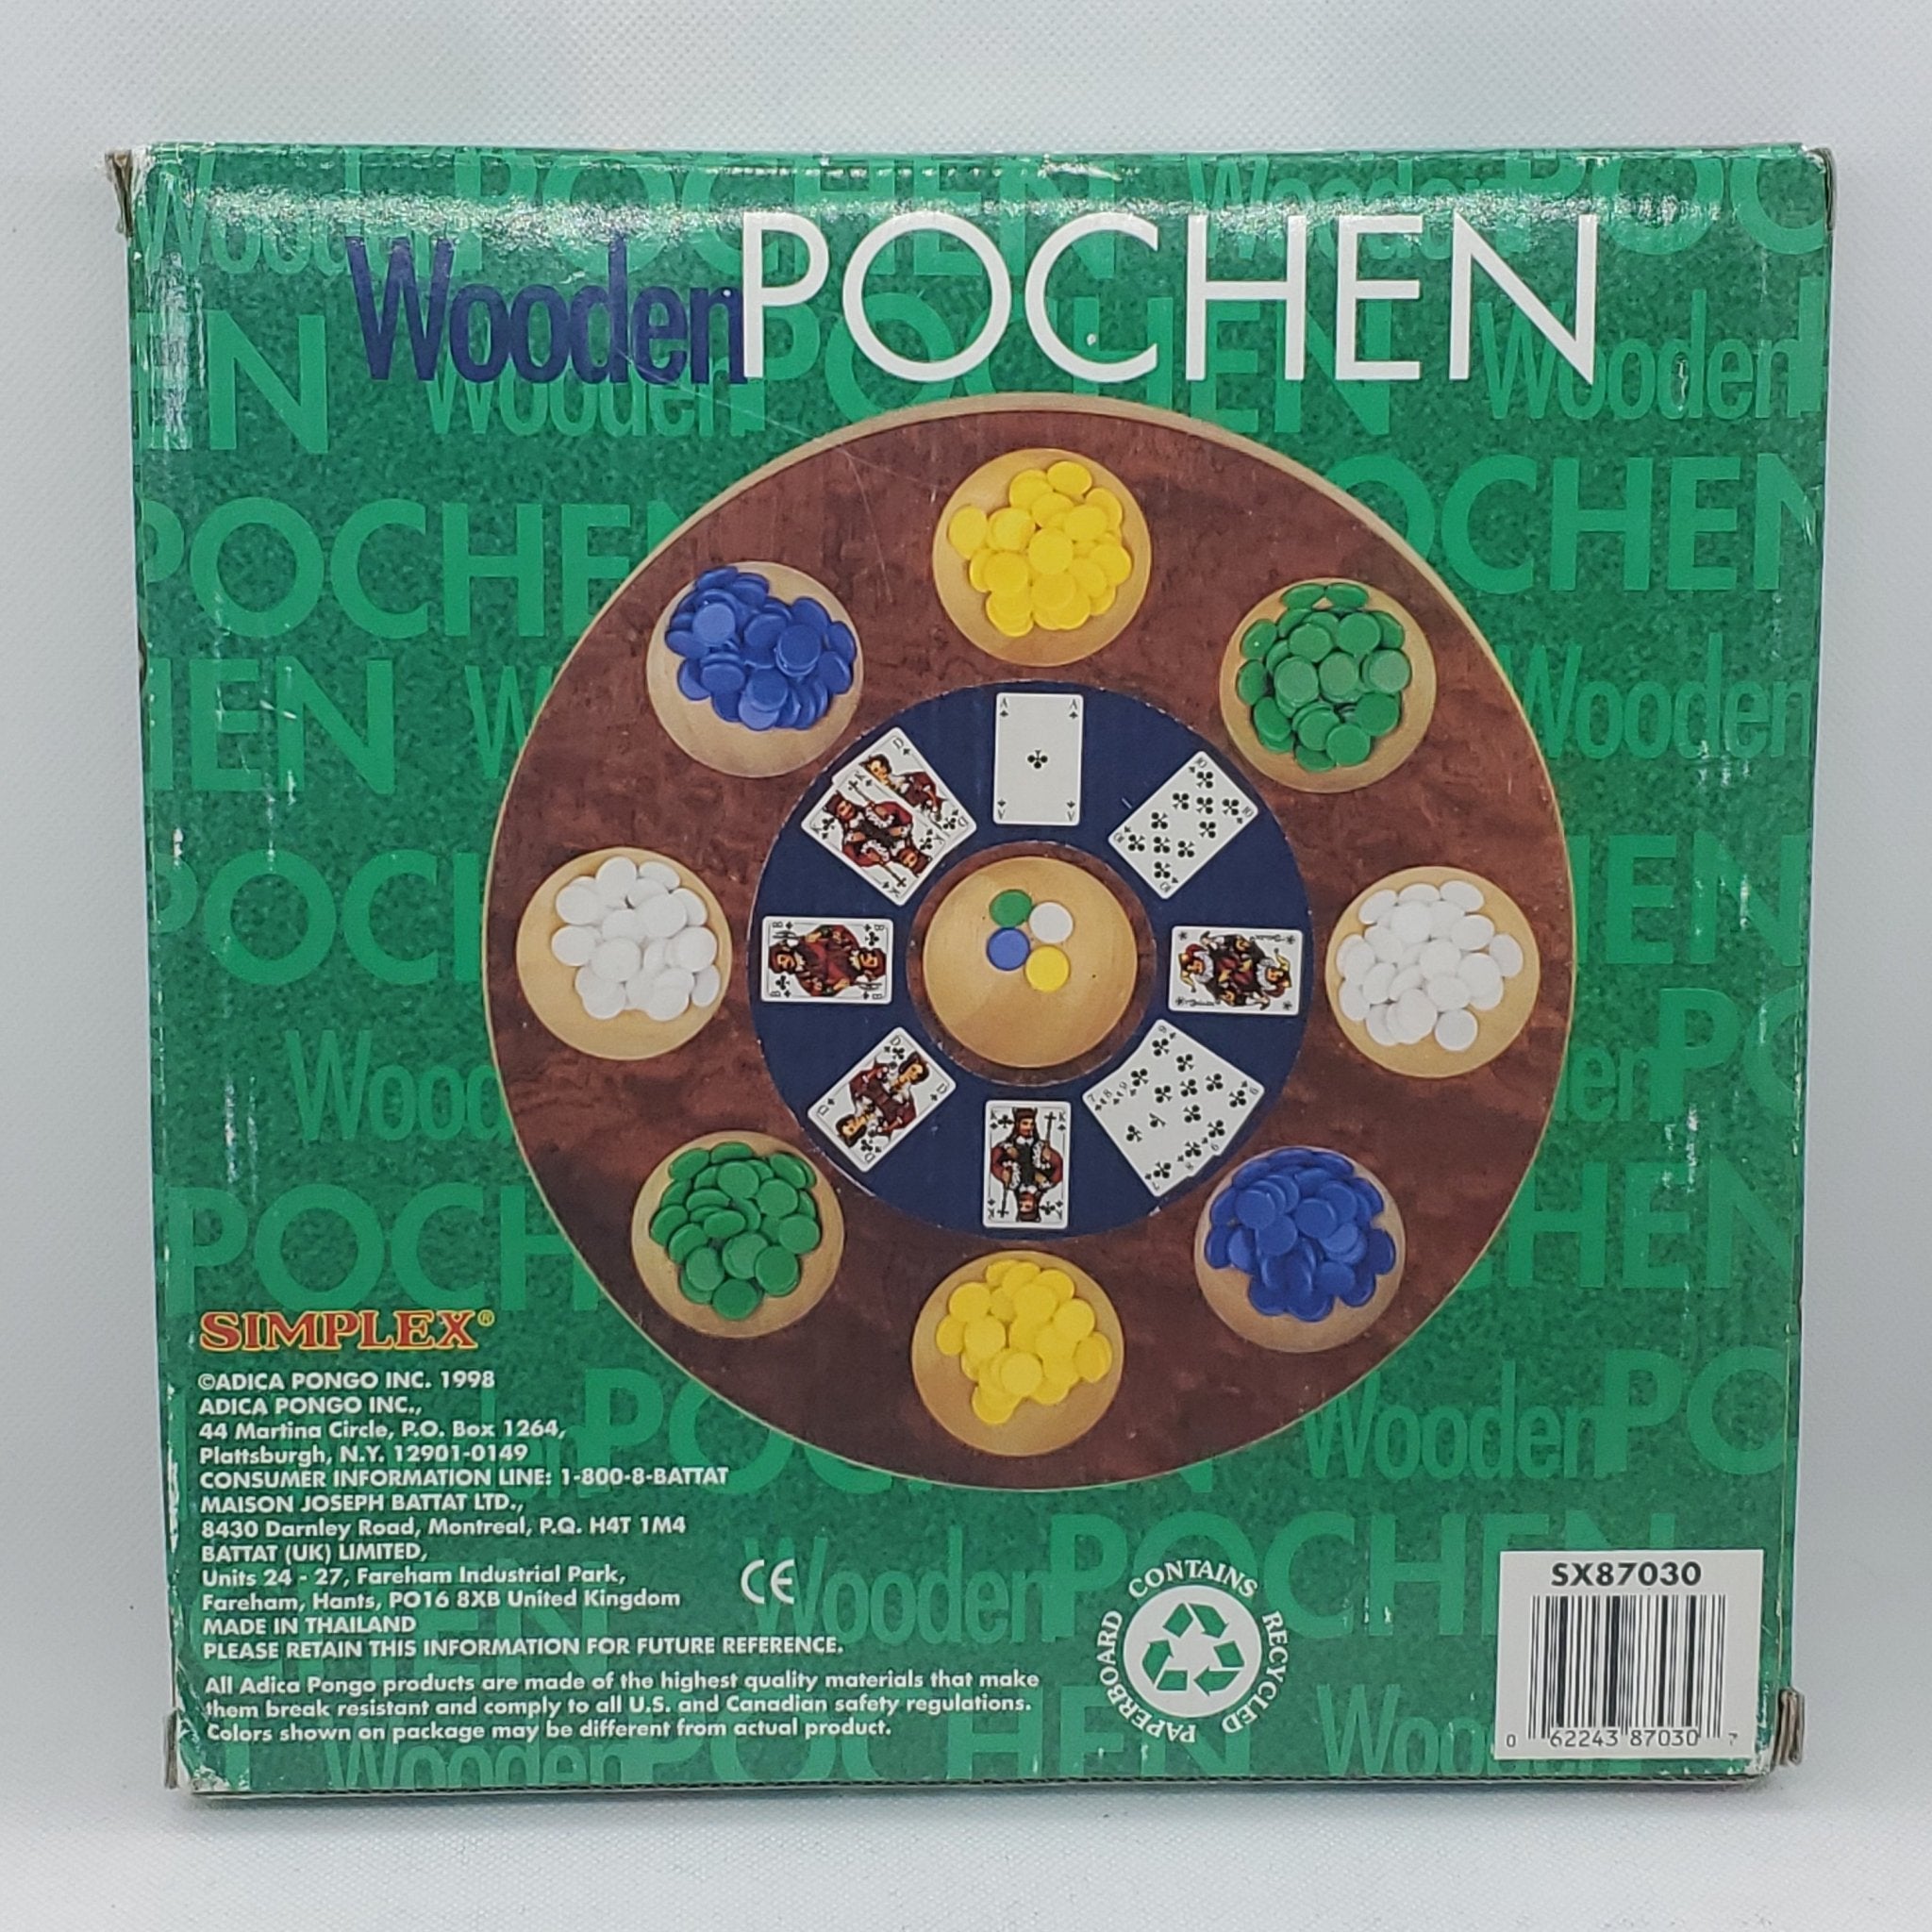 Wooden POCHEN
SIMPLEX®
©ADICA PONGO INC. 1998
ADICA PONGO INC.,
44 Martina Circle, P.O. Box 1264,
Plattsburgh, N.Y. 12901-0149
CONSUMER INFORMATION LINE: 1-800-8-BATTAT
MAISON JOSEPH BATTAT LTD.,
8430 Darnley Road, Montreal, P.Q. H4T 1M4
BATTAT (UK) LIMITED,
Units 24 - 27, Fareham Industrial Park,
Fareham, Hants, PO16 8XB United Kingdom
MADE IN THAILAND
PLEASE RETAIN THIS INFORMATION FOR FUTURE REFERENCE.
All Adica Pongo products are made of the highest quality materials that make
them break resistant and comply to all U.S. and Canadian safety regulations.
Colors shown on package may be different from actual product.
CE
CONTAINS RECYCLED PAPERBOARD
SX87030
0 62243 87030 7